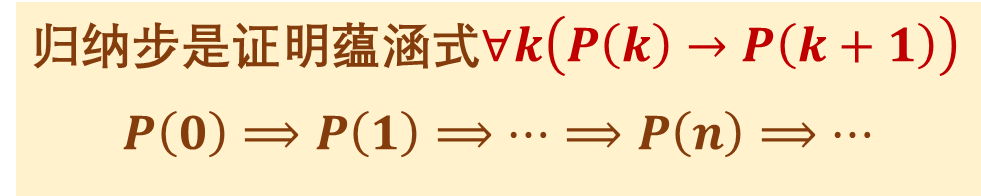 归纳步是证明蕴涵式∀k(P(k) → P(k + 1))
P(0) ⟹ P(1) ⟹ ⋯ ⟹ P(n) ⟹ ⋯